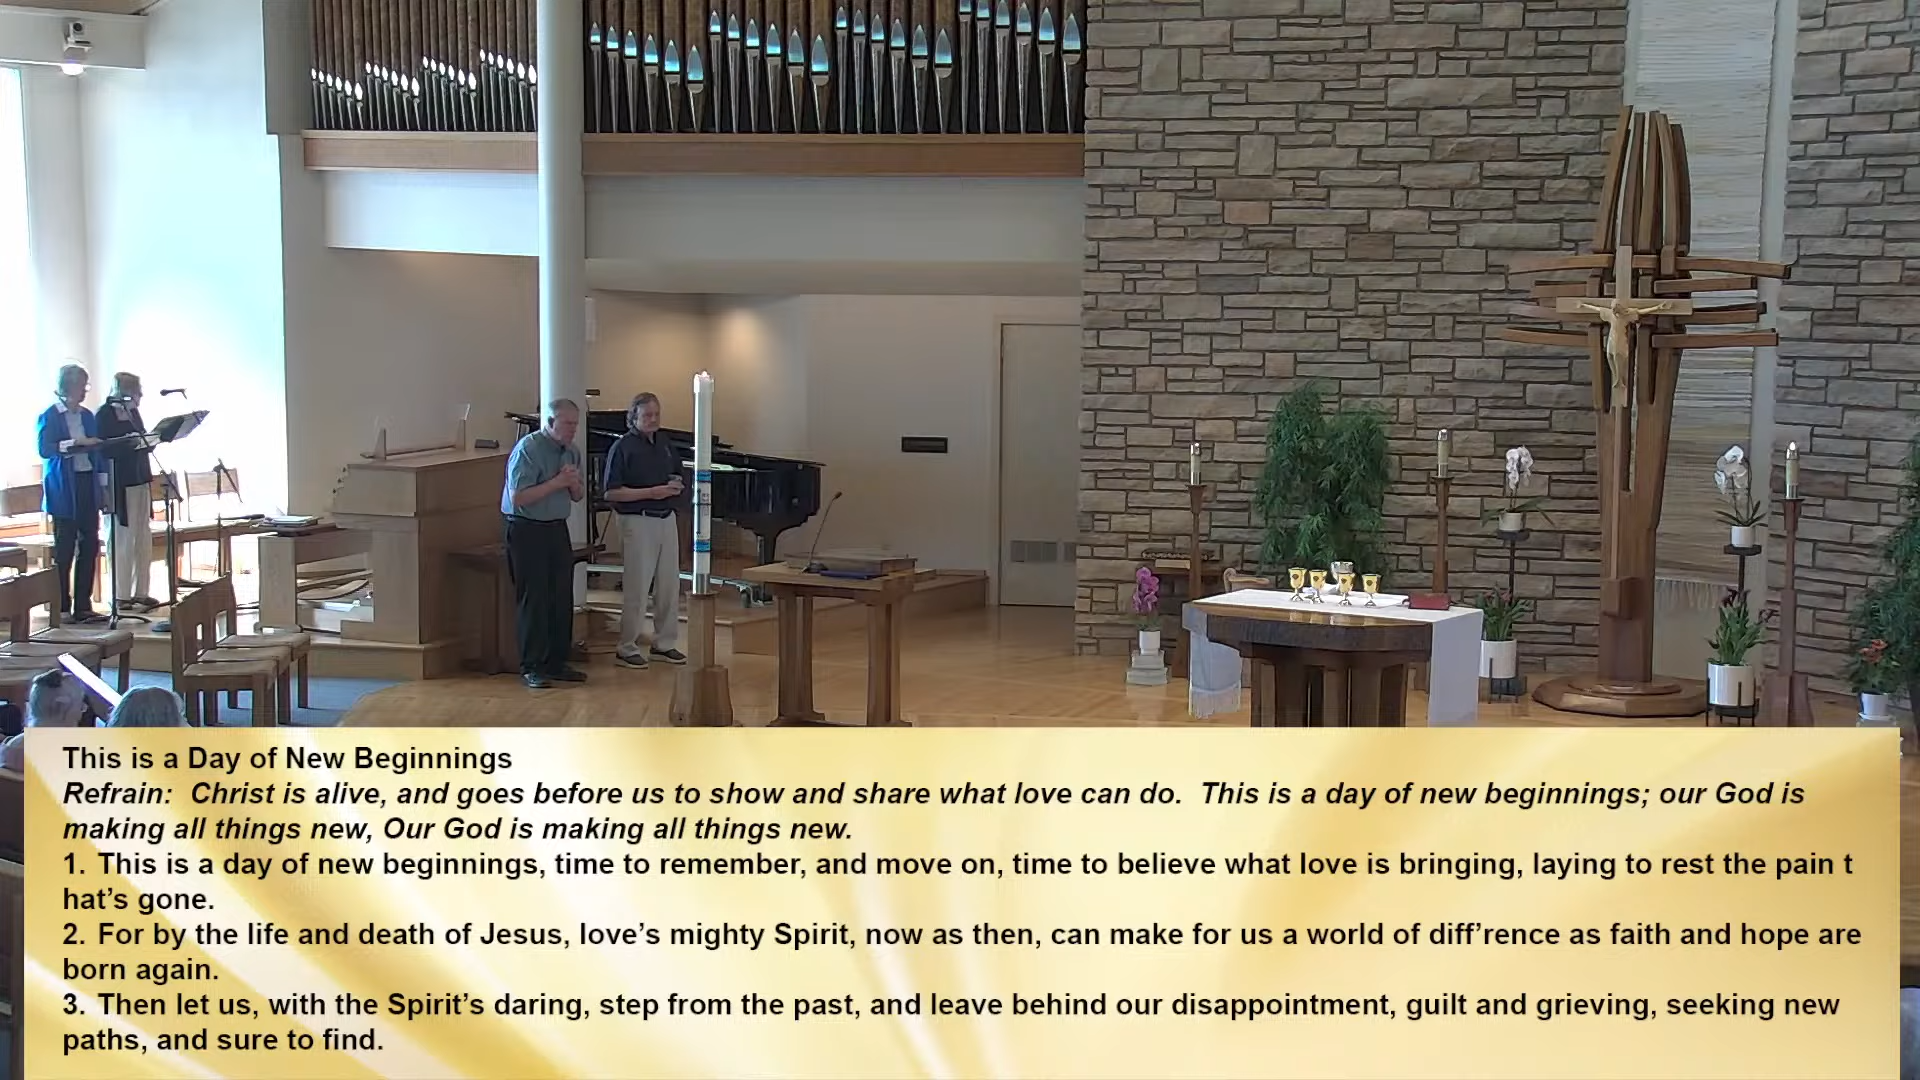 This is a Day of New Beginnings
Refrain:  Christ is alive, and goes before us to show and share what love can do.  This is a day of new beginnings; our God is
making all things new, Our God is making all things new.
1. This is a day of new beginnings, time to remember, and move on, time to believe what love is bringing, laying to rest the pain t
hat’s gone.
2. For by the life and death of Jesus, love’s mighty Spirit, now as then, can make for us a world of diff’rence as faith and hope are
born again.
3. Then let us, with the Spirit’s daring, step from the past, and leave behind our disappointment, guilt and grieving, seeking new
paths, and sure to find.